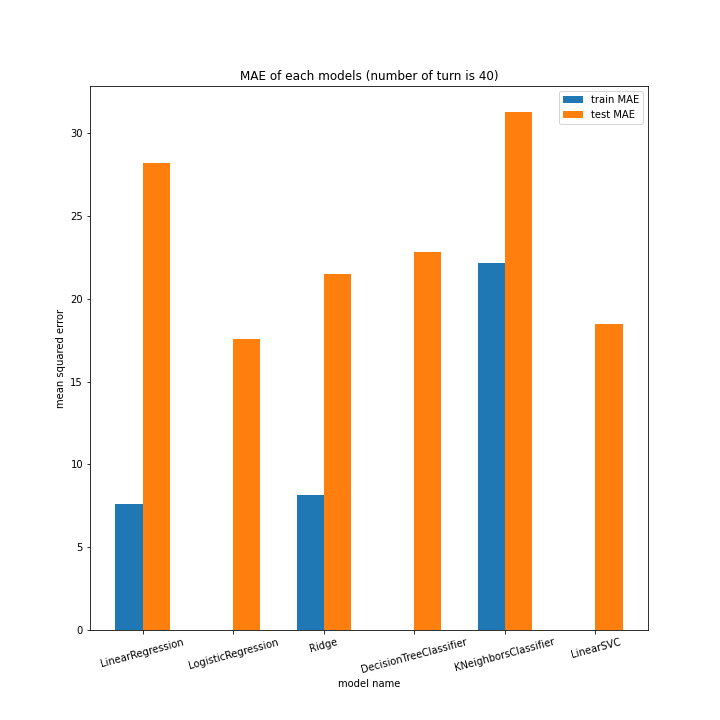 MAE of each models (number of turn is 40)
train MAE
test MAE
mean squared error
30
25
20
15
10
5
0
LinearRegression
LogisticRegression
Ridge
DecisionTreeClassifier
KNeighborsClassifier
LinearSVC
model name